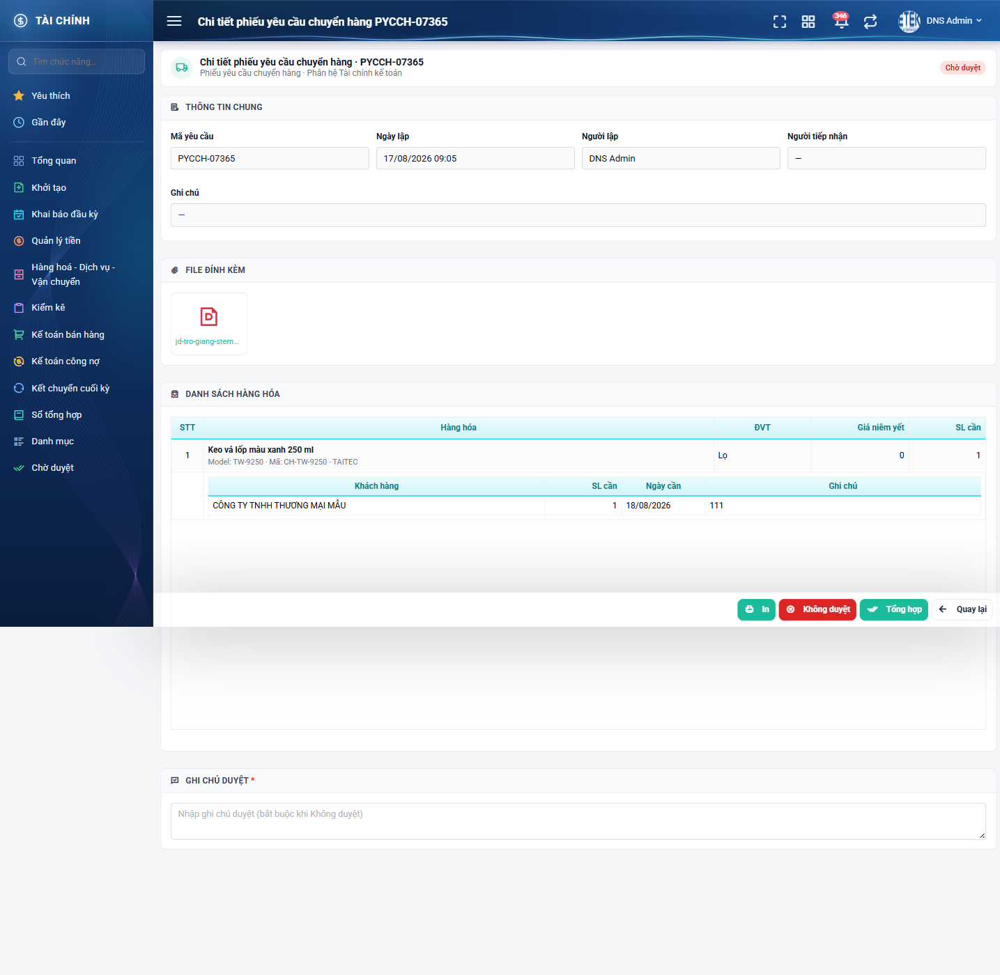 TÀI CHÍNH
Chi tiết phiếu yêu cầu chuyển hàng PYCCH-07365
346
DNS Admin
Tìm chức năng...
Yêu thích
Gần đây
Tổng quan
Khởi tạo
Khai báo đầu kỳ
Quản lý tiền
Hàng hoá - Dịch vụ -
Vận chuyển
Kiểm kê
Kế toán bán hàng
Kế toán công nợ
Kết chuyển cuối kỳ
Sổ tổng hợp
Danh mục
Chờ duyệt
Chi tiết phiếu yêu cầu chuyển hàng · PYCCH-07365
Phiếu yêu cầu chuyển hàng · Phân hệ Tài chính kế toán
Chờ duyệt
THÔNG TIN CHUNG
Mã yêu cầu Ngày lập Người lập Người tiếp nhận
PYCCH-07365 17/08/2026 09:05 DNS Admin —
Ghi chú
—
FILE ĐÍNH KÈM
jd-tro-giang-stem...
DANH SÁCH HÀNG HÓA
STT Hàng hóa ĐVT Giá niêm yết SL cần
1 Keo vá lốp màu xanh 250 ml Lọ 0 1
Model: TW-9250 · Mã: CH-TW-9250 · TAITEC
Khách hàng SL cần Ngày cần Ghi chú
CÔNG TY TNHH THƯƠNG MẠI MẪU 1 18/08/2026 111
In Không duyệt Tổng hợp Quay lại
GHI CHÚ DUYỆT *
Nhập ghi chú duyệt (bắt buộc khi Không duyệt)